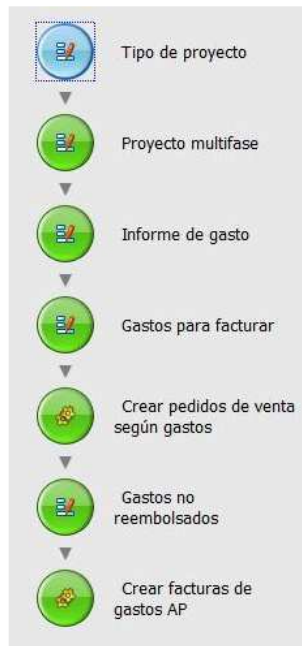 Tipo de proyecto
Proyecto multifase
Informe de gasto
Gastos para facturar
Crear pedidos de venta
según gastos
Gastos no
reembolsados
Crear facturas de
gastos AP